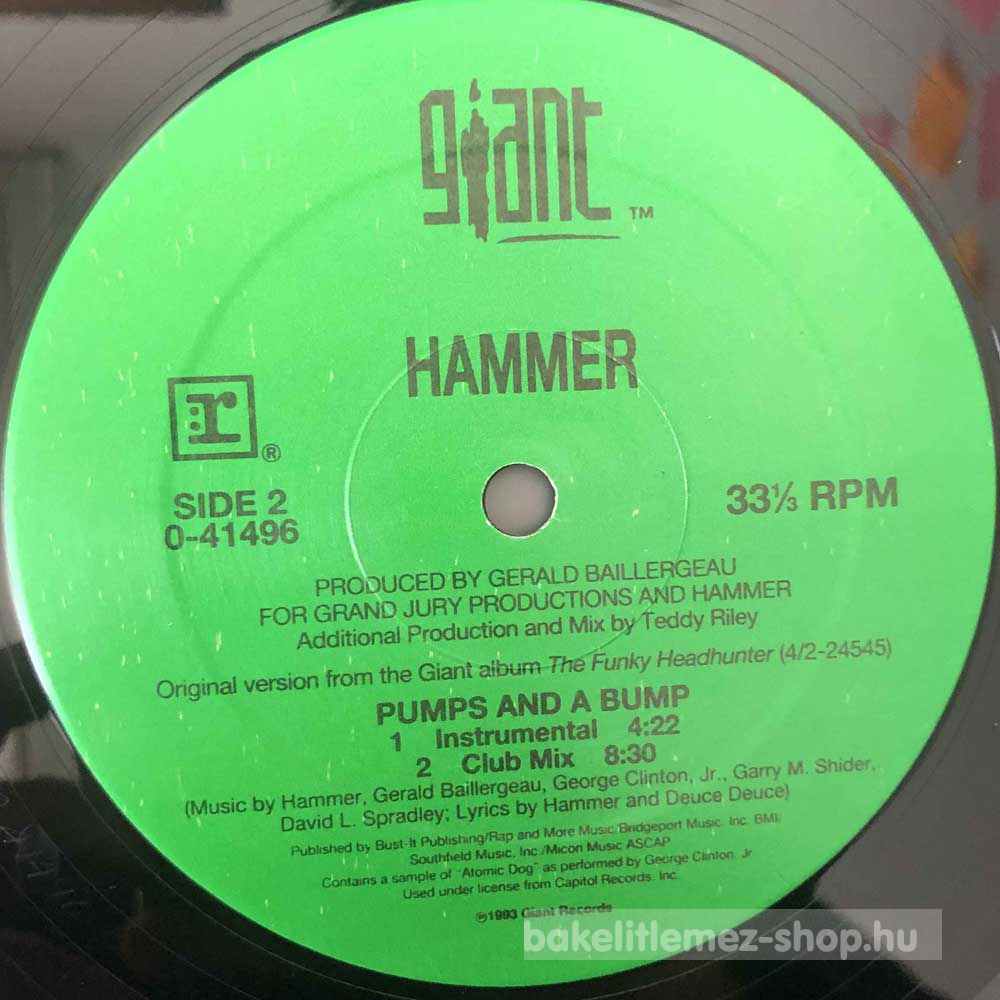 giant ™
HAMMER
r ®
SIDE 2
0-41496
33⅓ RPM
PRODUCED BY GERALD BAILLERGEAU
FOR GRAND JURY PRODUCTIONS AND HAMMER
Additional Production and Mix by Teddy Riley
Original version from the Giant album The Funky Headhunter (4/2-24545)
PUMPS AND A BUMP
1 Instrumental 4:22
2 Club Mix 8:30
(Music by Hammer, Gerald Baillergeau, George Clinton, Jr., Garry M. Shider,
David L. Spradley; Lyrics by Hammer and Deuce Deuce)
Published by Bust-It Publishing/Rap and More Music/Bridgeport Music, Inc. BMI/
Southfield Music, Inc./Micon Music ASCAP
Contains a sample of "Atomic Dog" as performed by George Clinton, Jr.
Used under license from Capitol Records, Inc.
℗1993 Giant Records
bakelitlemez-shop.hu